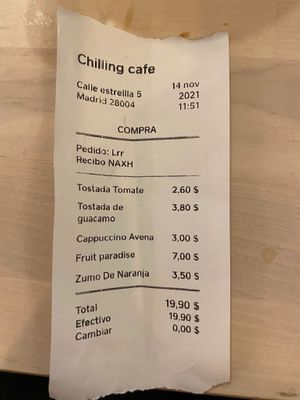 Chilling cafe
Calle estrellla 5
Madrid 28004
14 nov
2021
11:51
COMPRA
Pedido: Lrr
Recibo NAXH
Tostada Tomate 2,60 $
Tostada de
guacamo 3,80 $
Cappuccino Avena 3,00 $
Fruit paradise 7,00 $
Zumo De Naranja 3,50 $
Total 19,90 $
Efectivo 19,90 $
Cambiar 0,00 $